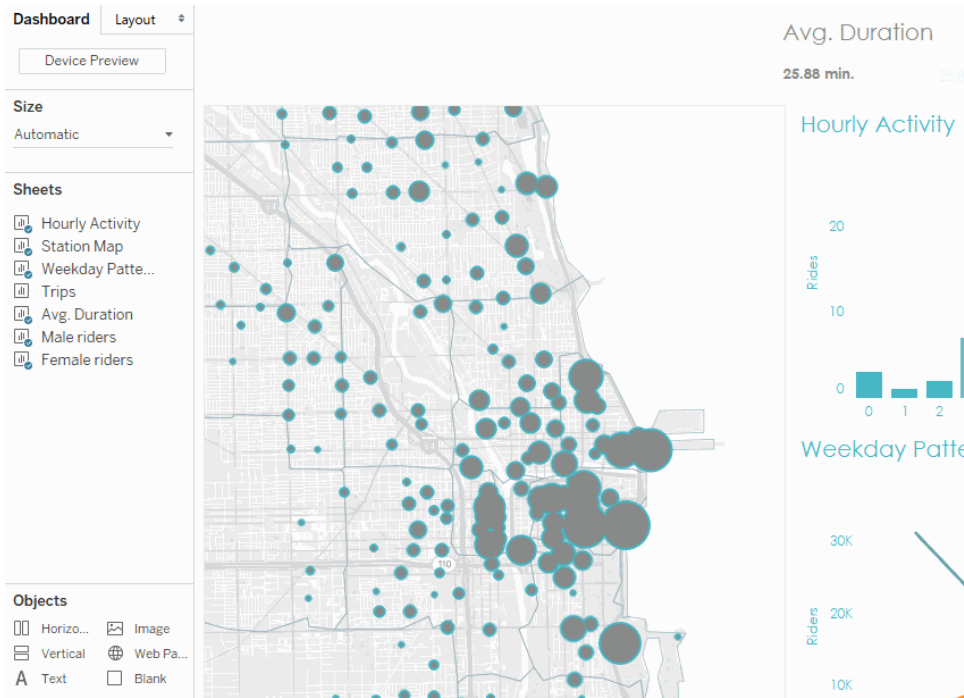 Dashboard
Layout
Device Preview
Size
Automatic
Sheets
Hourly Activity
Station Map
Weekday Patte...
Trips
Avg. Duration
Male riders
Female riders
Objects
Horizo...
Image
Vertical
Web Pa...
Text
Blank
110
Avg. Duration
25.88 min.
Hourly Activity
20
Rides
10
0
0 1 2
Weekday Patte
30K
20K
Riders
10K